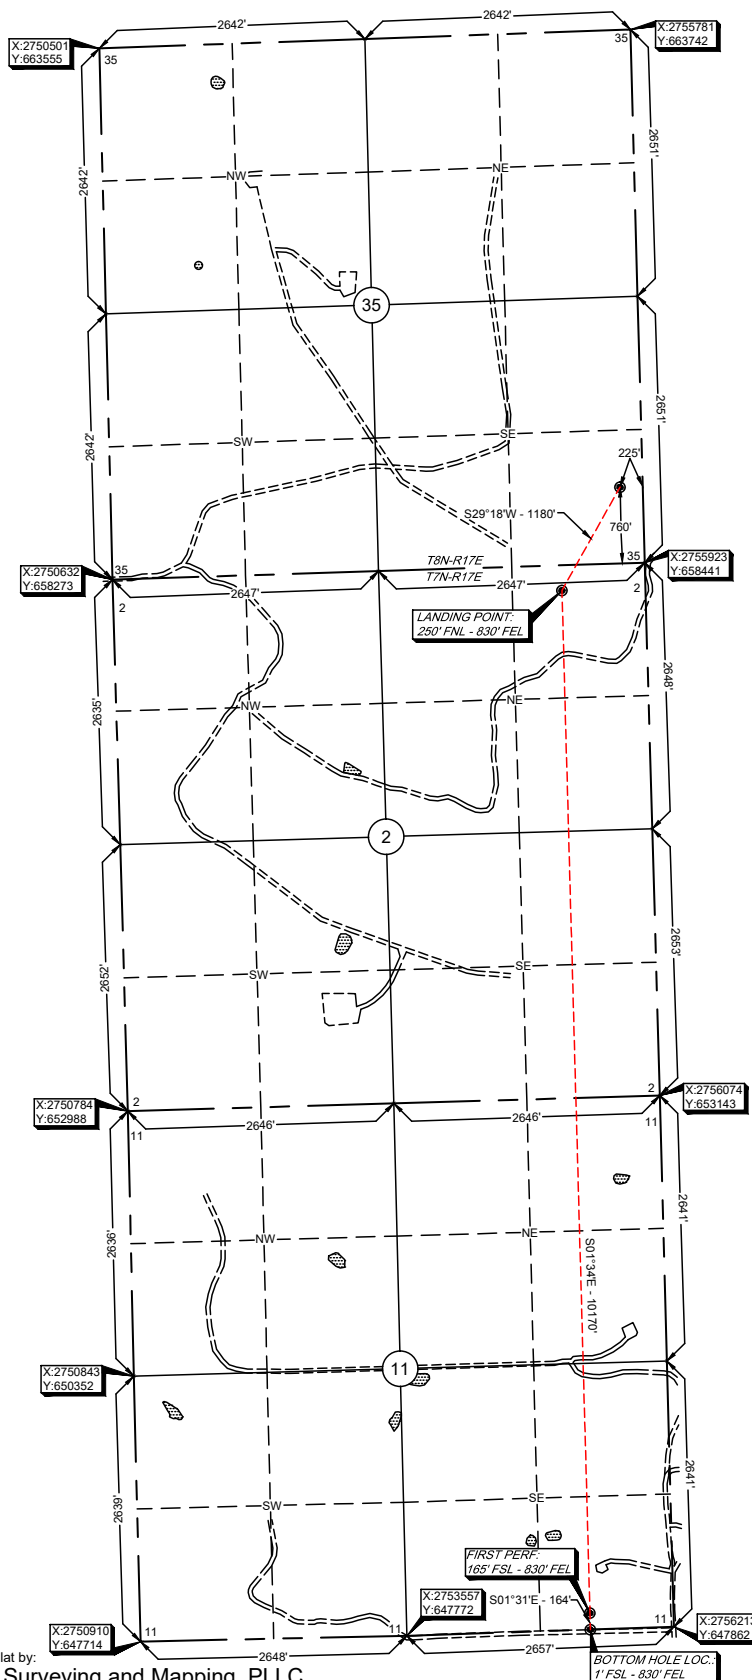 2642'
2642'
X:2750501
Y:663555
X:2755781
Y:663742
35
35
2642'
2651'
NW
NE
35
2642'
2651'
SW
SE
225'
S29°18'W - 1180'
760'
T8N-R17E
T7N-R17E
35
35
X:2750632
Y:658273
X:2755923
Y:658441
2
2647'
2647'
2
LANDING POINT:
250' FNL - 830' FEL
2635'
2648'
NW
NE
2
2652'
2653'
SW
SE
X:2750784
Y:652988
X:2756074
Y:653143
2
2
11
2646'
2646'
11
2636'
2641'
NW
NE
S01°34'E - 10170'
X:2750843
Y:650352
11
2639'
2641'
SW
SE
FIRST PERF:
165' FSL - 830' FEL
S01°31'E - 164'
X:2753557
Y:647772
X:2750910
Y:647714
11
11
11
X:2756213
Y:647862
2648'
2657'
BOTTOM HOLE LOC.:
1' FSL - 830' FEL
lat by:
Surveying and Mapping, PLLC